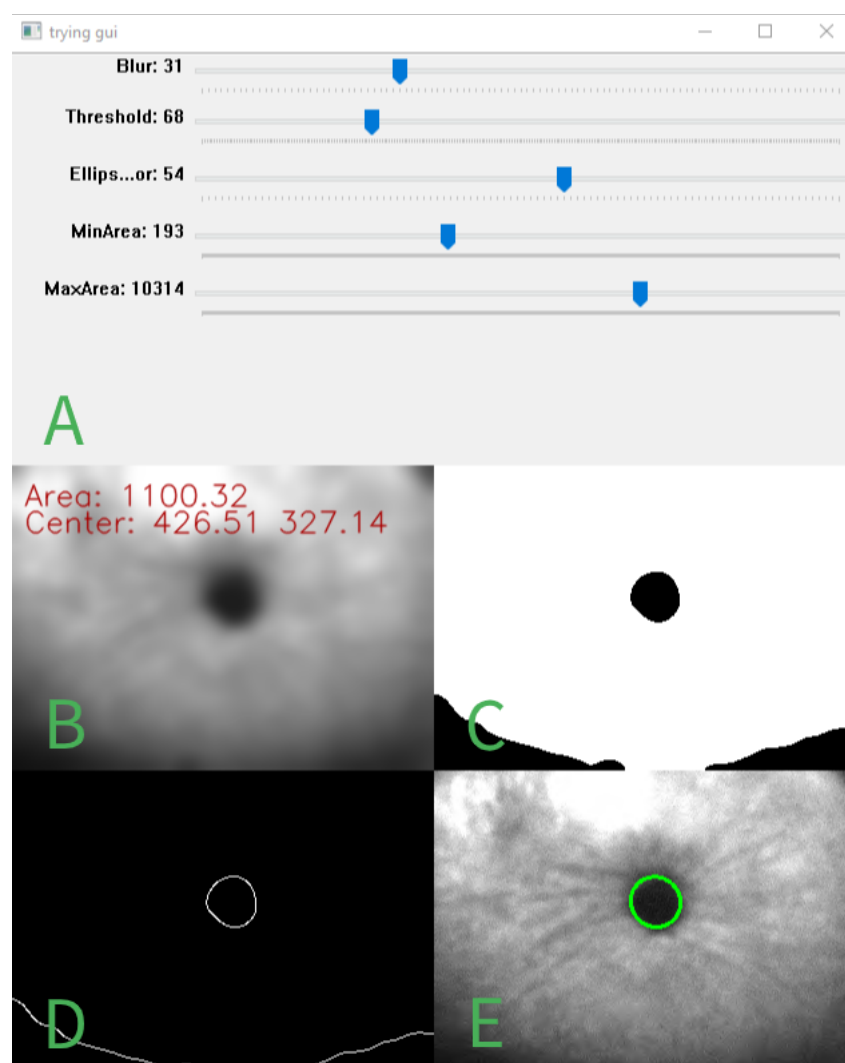 trying gui
Blur: 31
Threshold: 68
Ellips...or: 54
MinArea: 193
MaxArea: 10314
A
Area: 1100.32
Center: 426.51 327.14
B
C
D
E